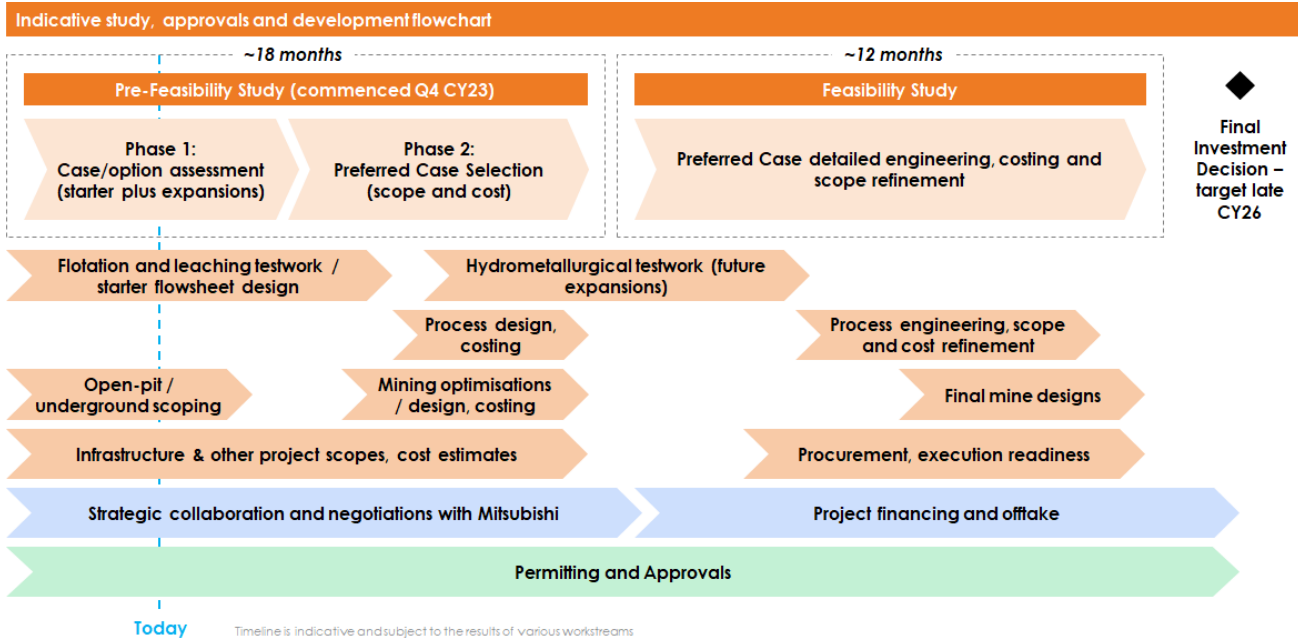 Indicative study, approvals and development flowchart
~18 months
~12 months
Pre-Feasibility Study (commenced Q4 CY23)
Feasibility Study
Phase 1:
Case/option assessment
(starter plus expansions)
Phase 2:
Preferred Case Selection
(scope and cost)
Preferred Case detailed engineering, costing and
scope refinement
Final
Investment
Decision –
target late
CY26
Flotation and leaching testwork /
starter flowsheet design
Hydrometallurgical testwork (future
expansions)
Process design,
costing
Process engineering, scope
and cost refinement
Open-pit /
underground scoping
Mining optimisations
/ design, costing
Final mine designs
Infrastructure & other project scopes, cost estimates
Procurement, execution readiness
Strategic collaboration and negotiations with Mitsubishi
Project financing and offtake
Permitting and Approvals
Today
Timeline is indicative and subject to the results of various workstreams